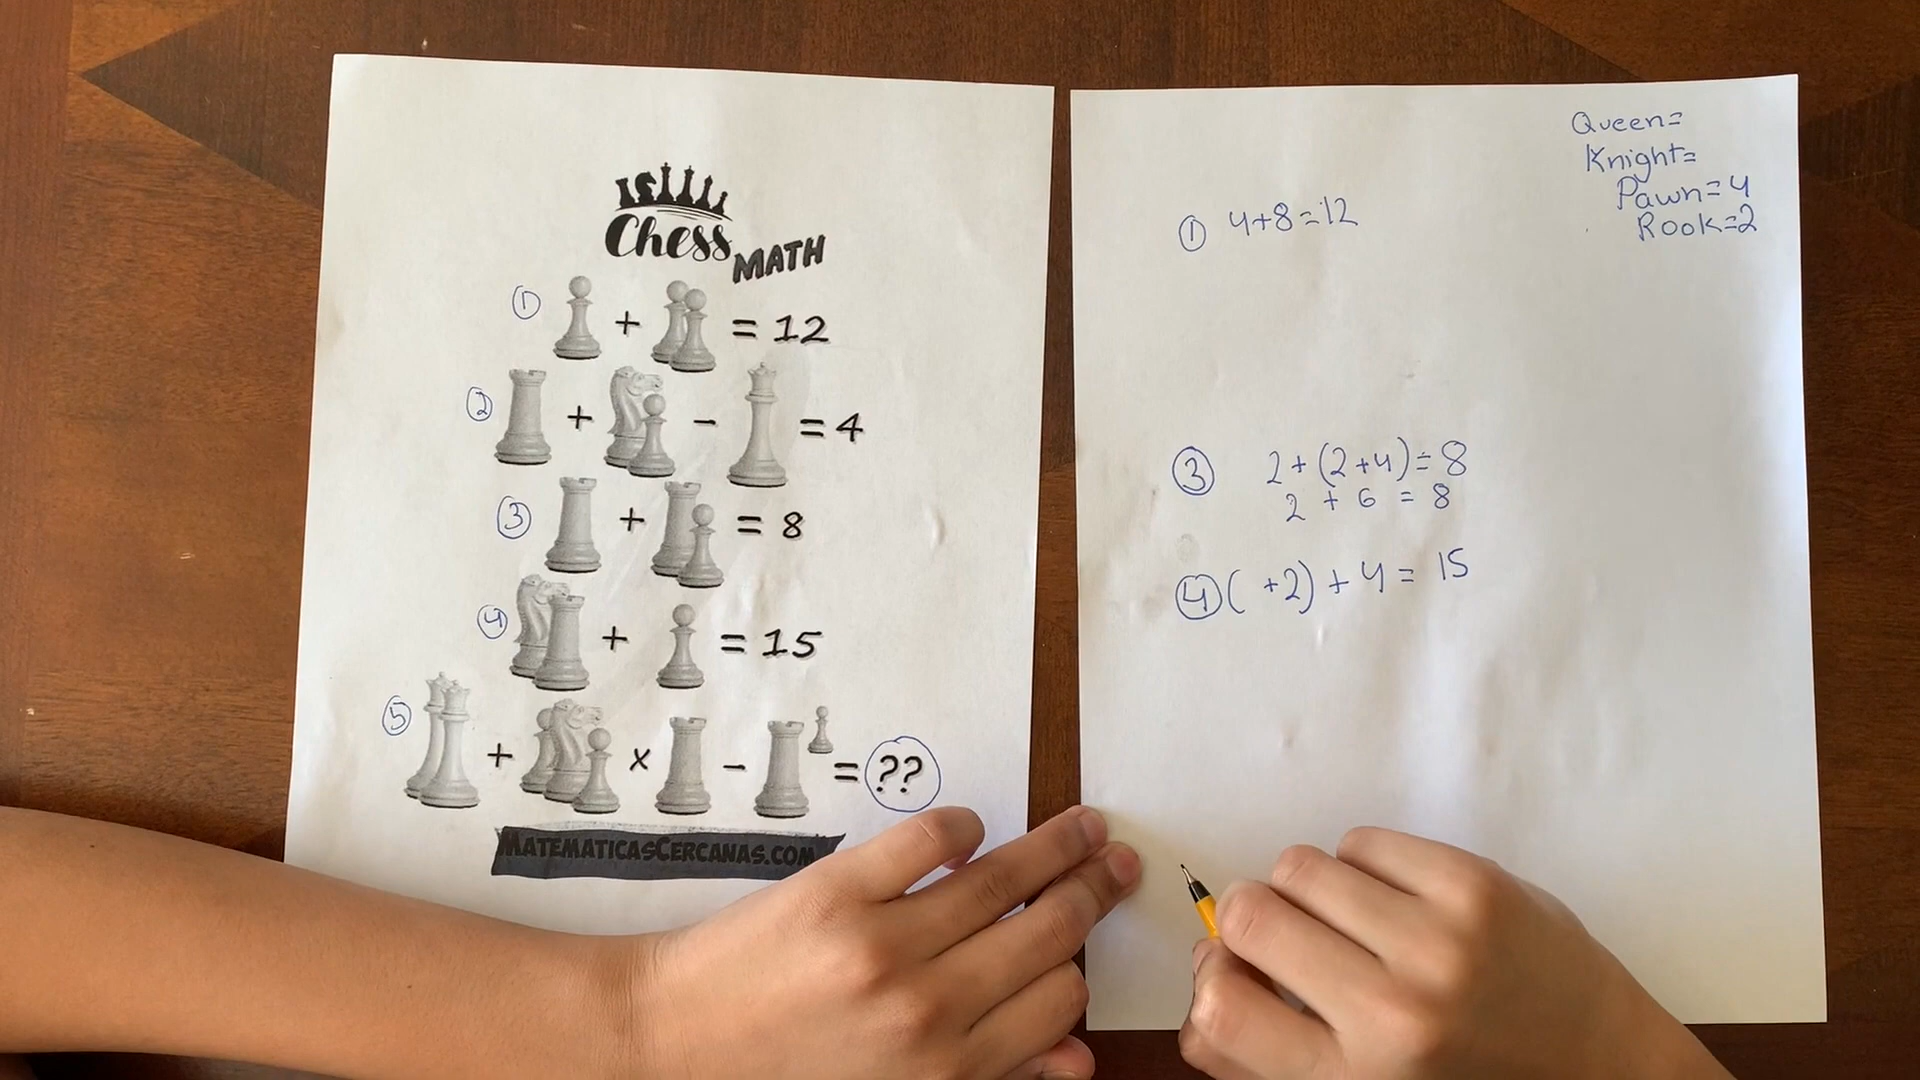 Chess MATH
① + = 12
② + - = 4
③ + = 8
④ + = 15
⑤ + x - = ??
MATEMATICASCERCANAS.COM
Queen=
Knight=
Pawn=4
Rook=2
① 4+8=12
③ 2+(2+4)=8
2+6=8
④( +2)+4=15